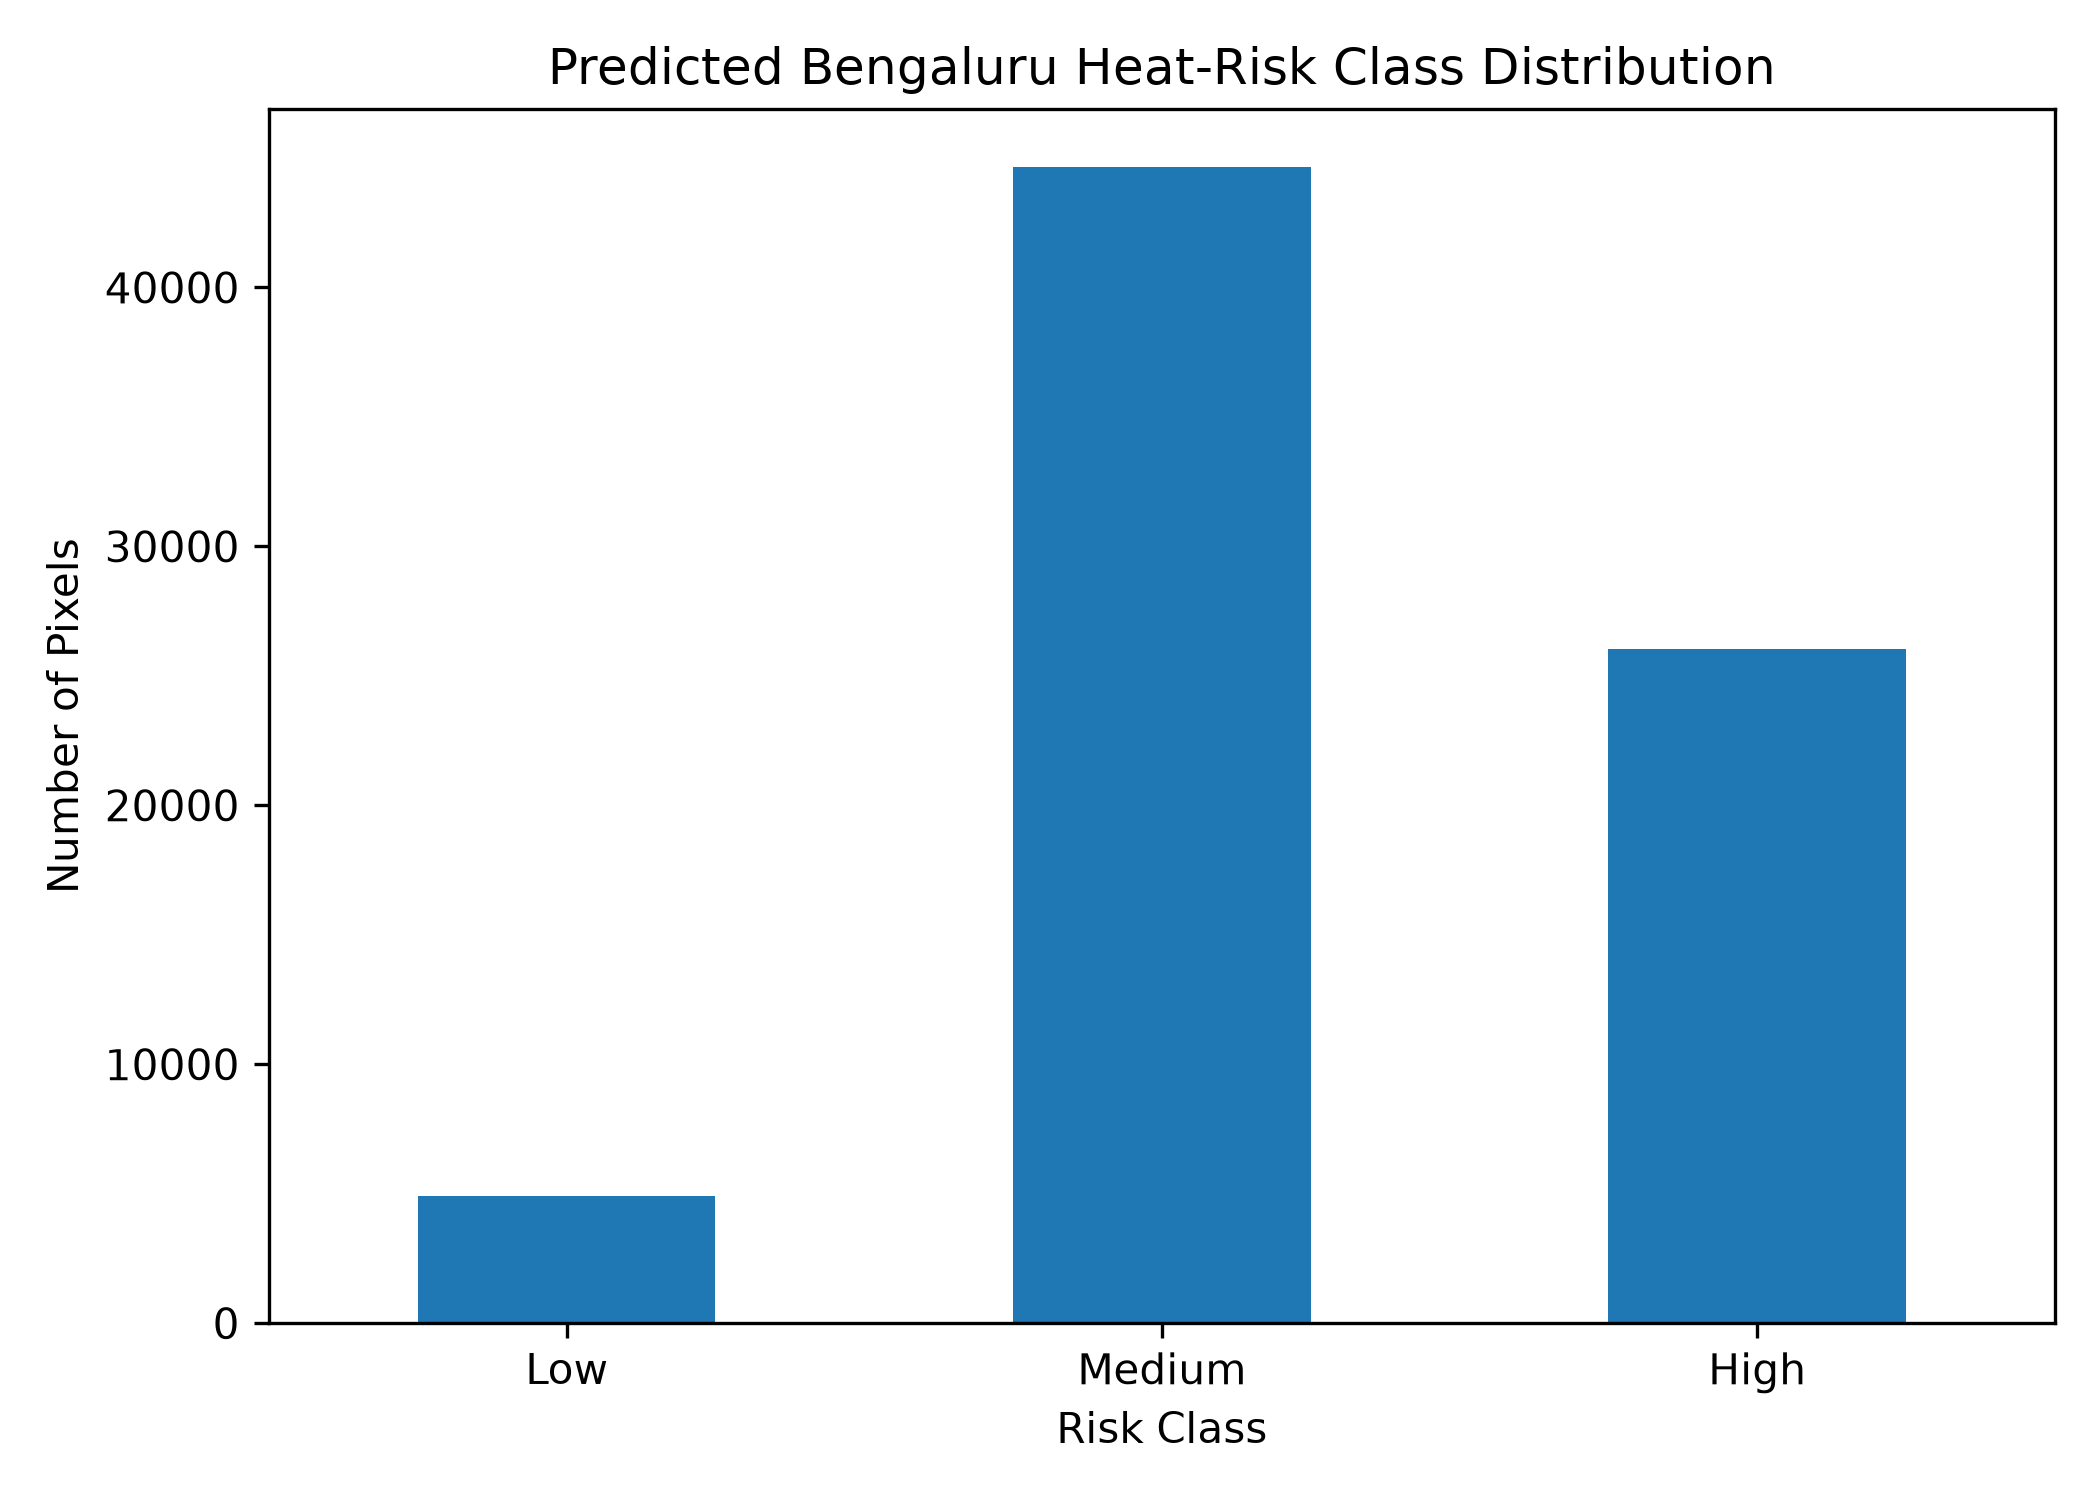 Predicted Bengaluru Heat-Risk Class Distribution
Number of Pixels
40000
30000
20000
10000
0
Low
Medium
High
Risk Class